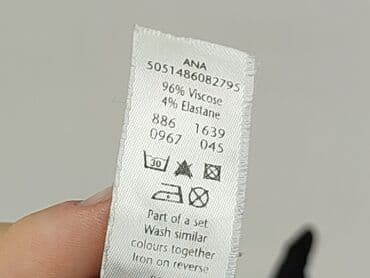 ANA
5051486082795
96% Viscose
4% Elastane
886 1639
0967 045
30
Part of a set
Wash similar
colours together
Iron on reverse